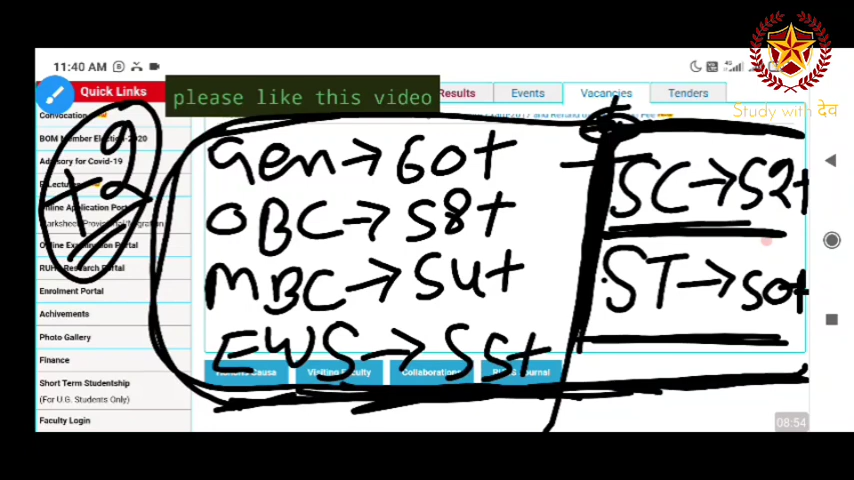 11:40 AM
Quick Links
please like this video
Results
Events
Vacancies
Tenders
Study with देव
Convocation
BOM Member Election-2020
Advisory for Covid-19
Online Application Portal
Online Examination Portal
RUHS Research Portal
Enrolment Portal
Achivements
Photo Gallery
Finance
Short Term Studentship
(For U.G. Students Only)
Faculty Login
+2
Gen→60+
OBC→58+
MBC→54+
EWS→55+
SC→52+
ST→50+
Visiting Faculty
Collaborations
RUHS Journal
08:54